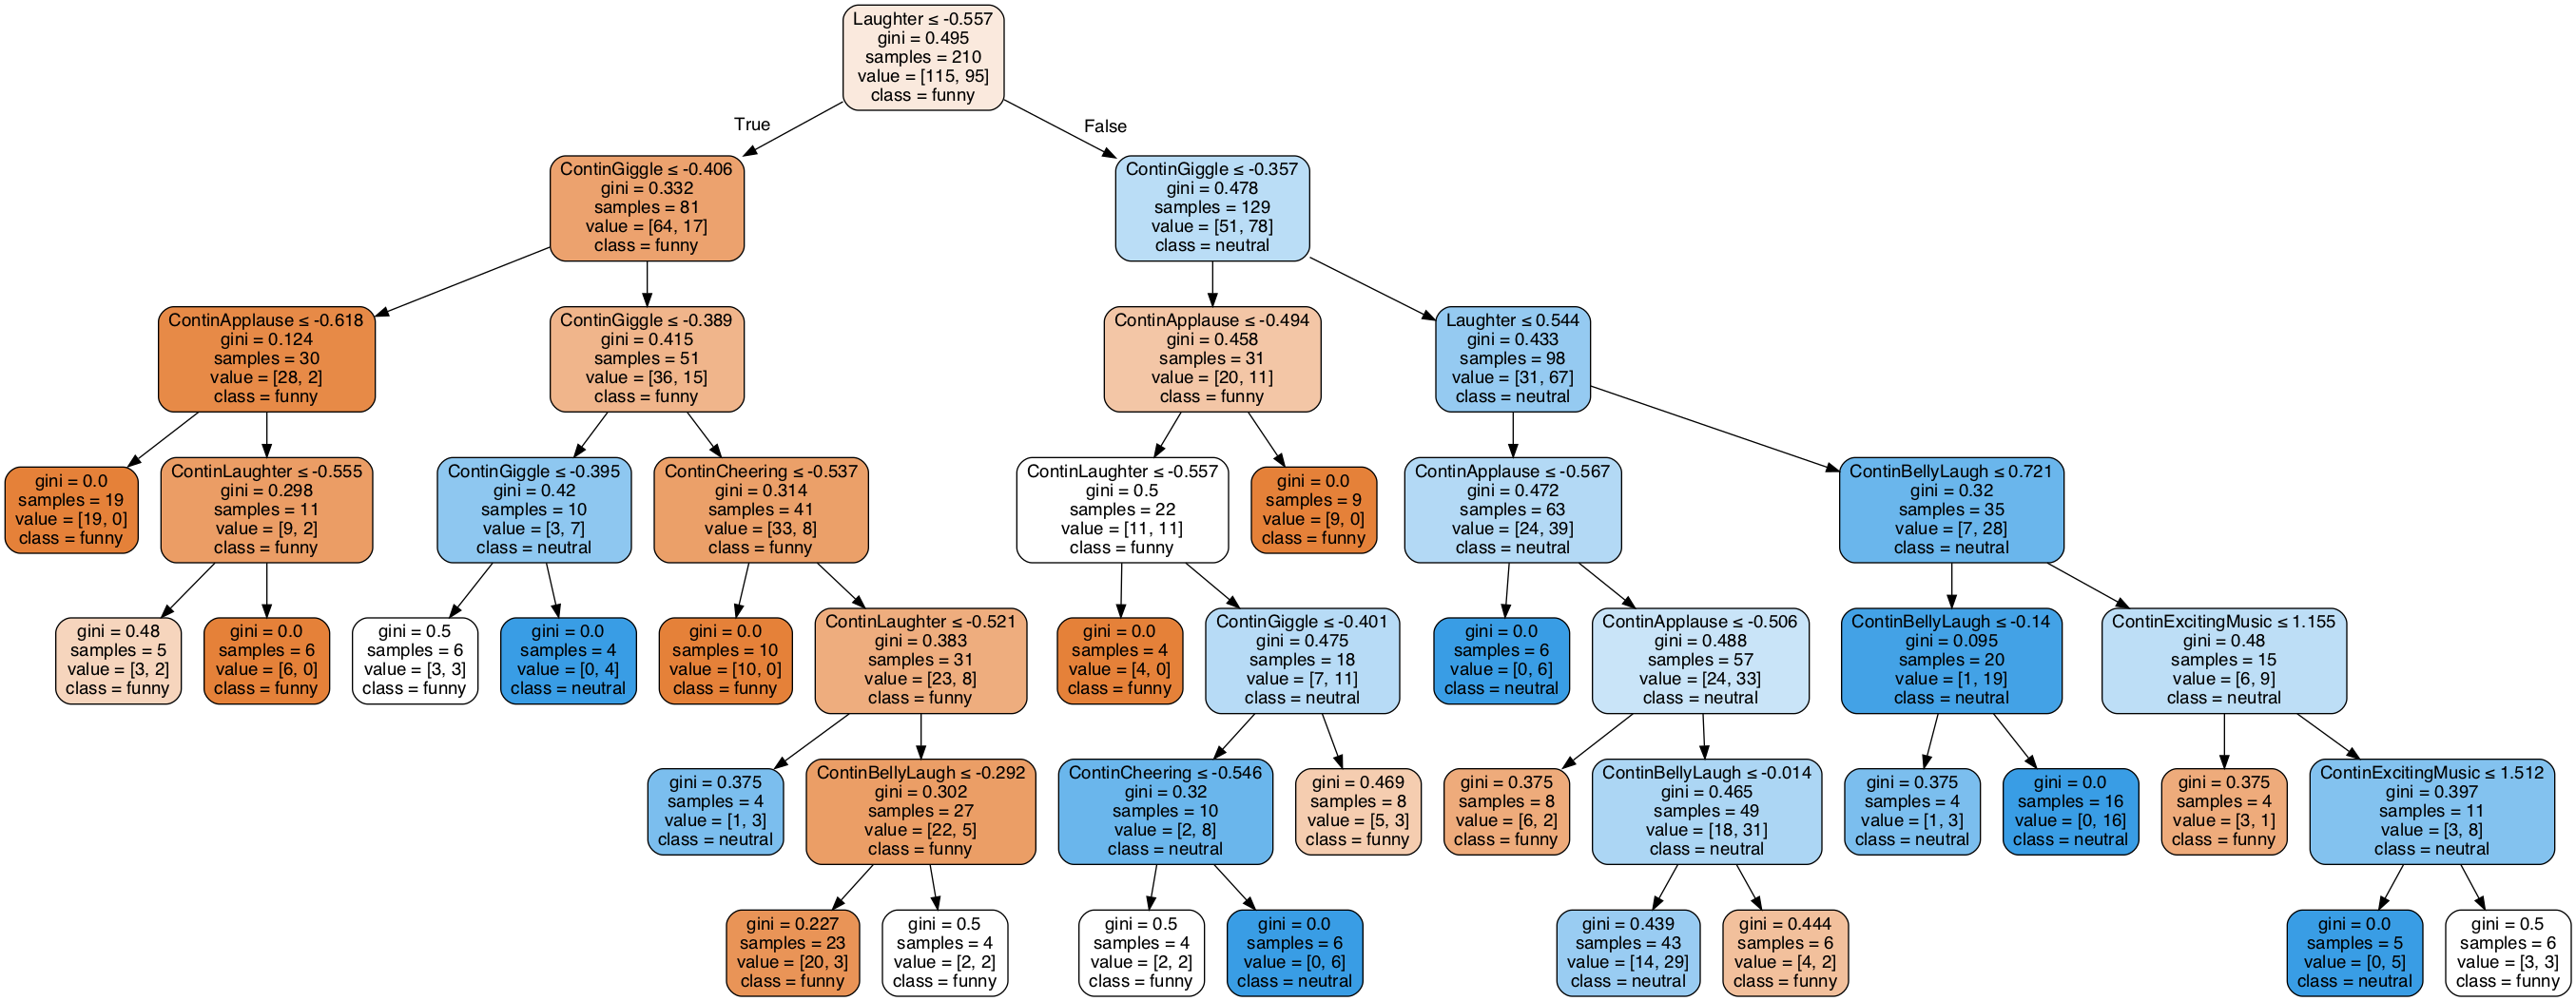 Laughter ≤ -0.557
gini = 0.495
samples = 210
value = [115, 95]
class = funny
True
False
ContinGiggle ≤ -0.406
gini = 0.332
samples = 81
value = [64, 17]
class = funny
ContinGiggle ≤ -0.357
gini = 0.478
samples = 129
value = [51, 78]
class = neutral
ContinApplause ≤ -0.618
gini = 0.124
samples = 30
value = [28, 2]
class = funny
ContinGiggle ≤ -0.389
gini = 0.415
samples = 51
value = [36, 15]
class = funny
ContinApplause ≤ -0.494
gini = 0.458
samples = 31
value = [20, 11]
class = funny
Laughter ≤ 0.544
gini = 0.433
samples = 98
value = [31, 67]
class = neutral
gini = 0.0
samples = 19
value = [19, 0]
class = funny
ContinLaughter ≤ -0.555
gini = 0.298
samples = 11
value = [9, 2]
class = funny
ContinGiggle ≤ -0.395
gini = 0.42
samples = 10
value = [3, 7]
class = neutral
ContinCheering ≤ -0.537
gini = 0.314
samples = 41
value = [33, 8]
class = funny
ContinLaughter ≤ -0.557
gini = 0.5
samples = 22
value = [11, 11]
class = funny
gini = 0.0
samples = 9
value = [9, 0]
class = funny
ContinApplause ≤ -0.567
gini = 0.472
samples = 63
value = [24, 39]
class = neutral
ContinBellyLaugh ≤ 0.721
gini = 0.32
samples = 35
value = [7, 28]
class = neutral
gini = 0.48
samples = 5
value = [3, 2]
class = funny
gini = 0.0
samples = 6
value = [6, 0]
class = funny
gini = 0.5
samples = 6
value = [3, 3]
class = funny
gini = 0.0
samples = 4
value = [0, 4]
class = neutral
gini = 0.0
samples = 10
value = [10, 0]
class = funny
ContinLaughter ≤ -0.521
gini = 0.383
samples = 31
value = [23, 8]
class = funny
gini = 0.0
samples = 4
value = [4, 0]
class = funny
ContinGiggle ≤ -0.401
gini = 0.475
samples = 18
value = [7, 11]
class = neutral
gini = 0.0
samples = 6
value = [0, 6]
class = neutral
ContinApplause ≤ -0.506
gini = 0.488
samples = 57
value = [24, 33]
class = neutral
ContinBellyLaugh ≤ -0.14
gini = 0.095
samples = 20
value = [1, 19]
class = neutral
ContinExcitingMusic ≤ 1.155
gini = 0.48
samples = 15
value = [6, 9]
class = neutral
gini = 0.375
samples = 4
value = [1, 3]
class = neutral
ContinBellyLaugh ≤ -0.292
gini = 0.302
samples = 27
value = [22, 5]
class = funny
ContinCheering ≤ -0.546
gini = 0.32
samples = 10
value = [2, 8]
class = neutral
gini = 0.469
samples = 8
value = [5, 3]
class = funny
gini = 0.375
samples = 8
value = [6, 2]
class = funny
ContinBellyLaugh ≤ -0.014
gini = 0.465
samples = 49
value = [18, 31]
class = neutral
gini = 0.375
samples = 4
value = [1, 3]
class = neutral
gini = 0.0
samples = 16
value = [0, 16]
class = neutral
gini = 0.375
samples = 4
value = [3, 1]
class = funny
ContinExcitingMusic ≤ 1.512
gini = 0.397
samples = 11
value = [3, 8]
class = neutral
gini = 0.227
samples = 23
value = [20, 3]
class = funny
gini = 0.5
samples = 4
value = [2, 2]
class = funny
gini = 0.5
samples = 4
value = [2, 2]
class = funny
gini = 0.0
samples = 6
value = [0, 6]
class = neutral
gini = 0.439
samples = 43
value = [14, 29]
class = neutral
gini = 0.444
samples = 6
value = [4, 2]
class = funny
gini = 0.0
samples = 5
value = [0, 5]
class = neutral
gini = 0.5
samples = 6
value = [3, 3]
class = funny